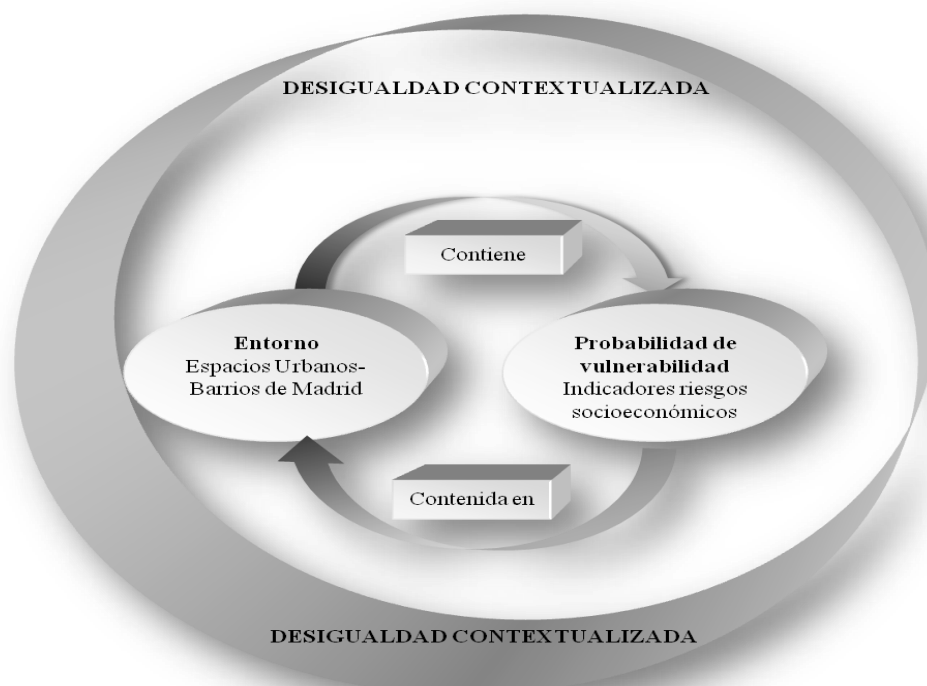 DESIGUALDAD CONTEXTUALIZADA
Contiene
Entorno
Espacios Urbanos-
Barrios de Madrid
Probabilidad de
vulnerabilidad
Indicadores riesgos
socioeconómicos
Contenida en
DESIGUALDAD CONTEXTUALIZADA